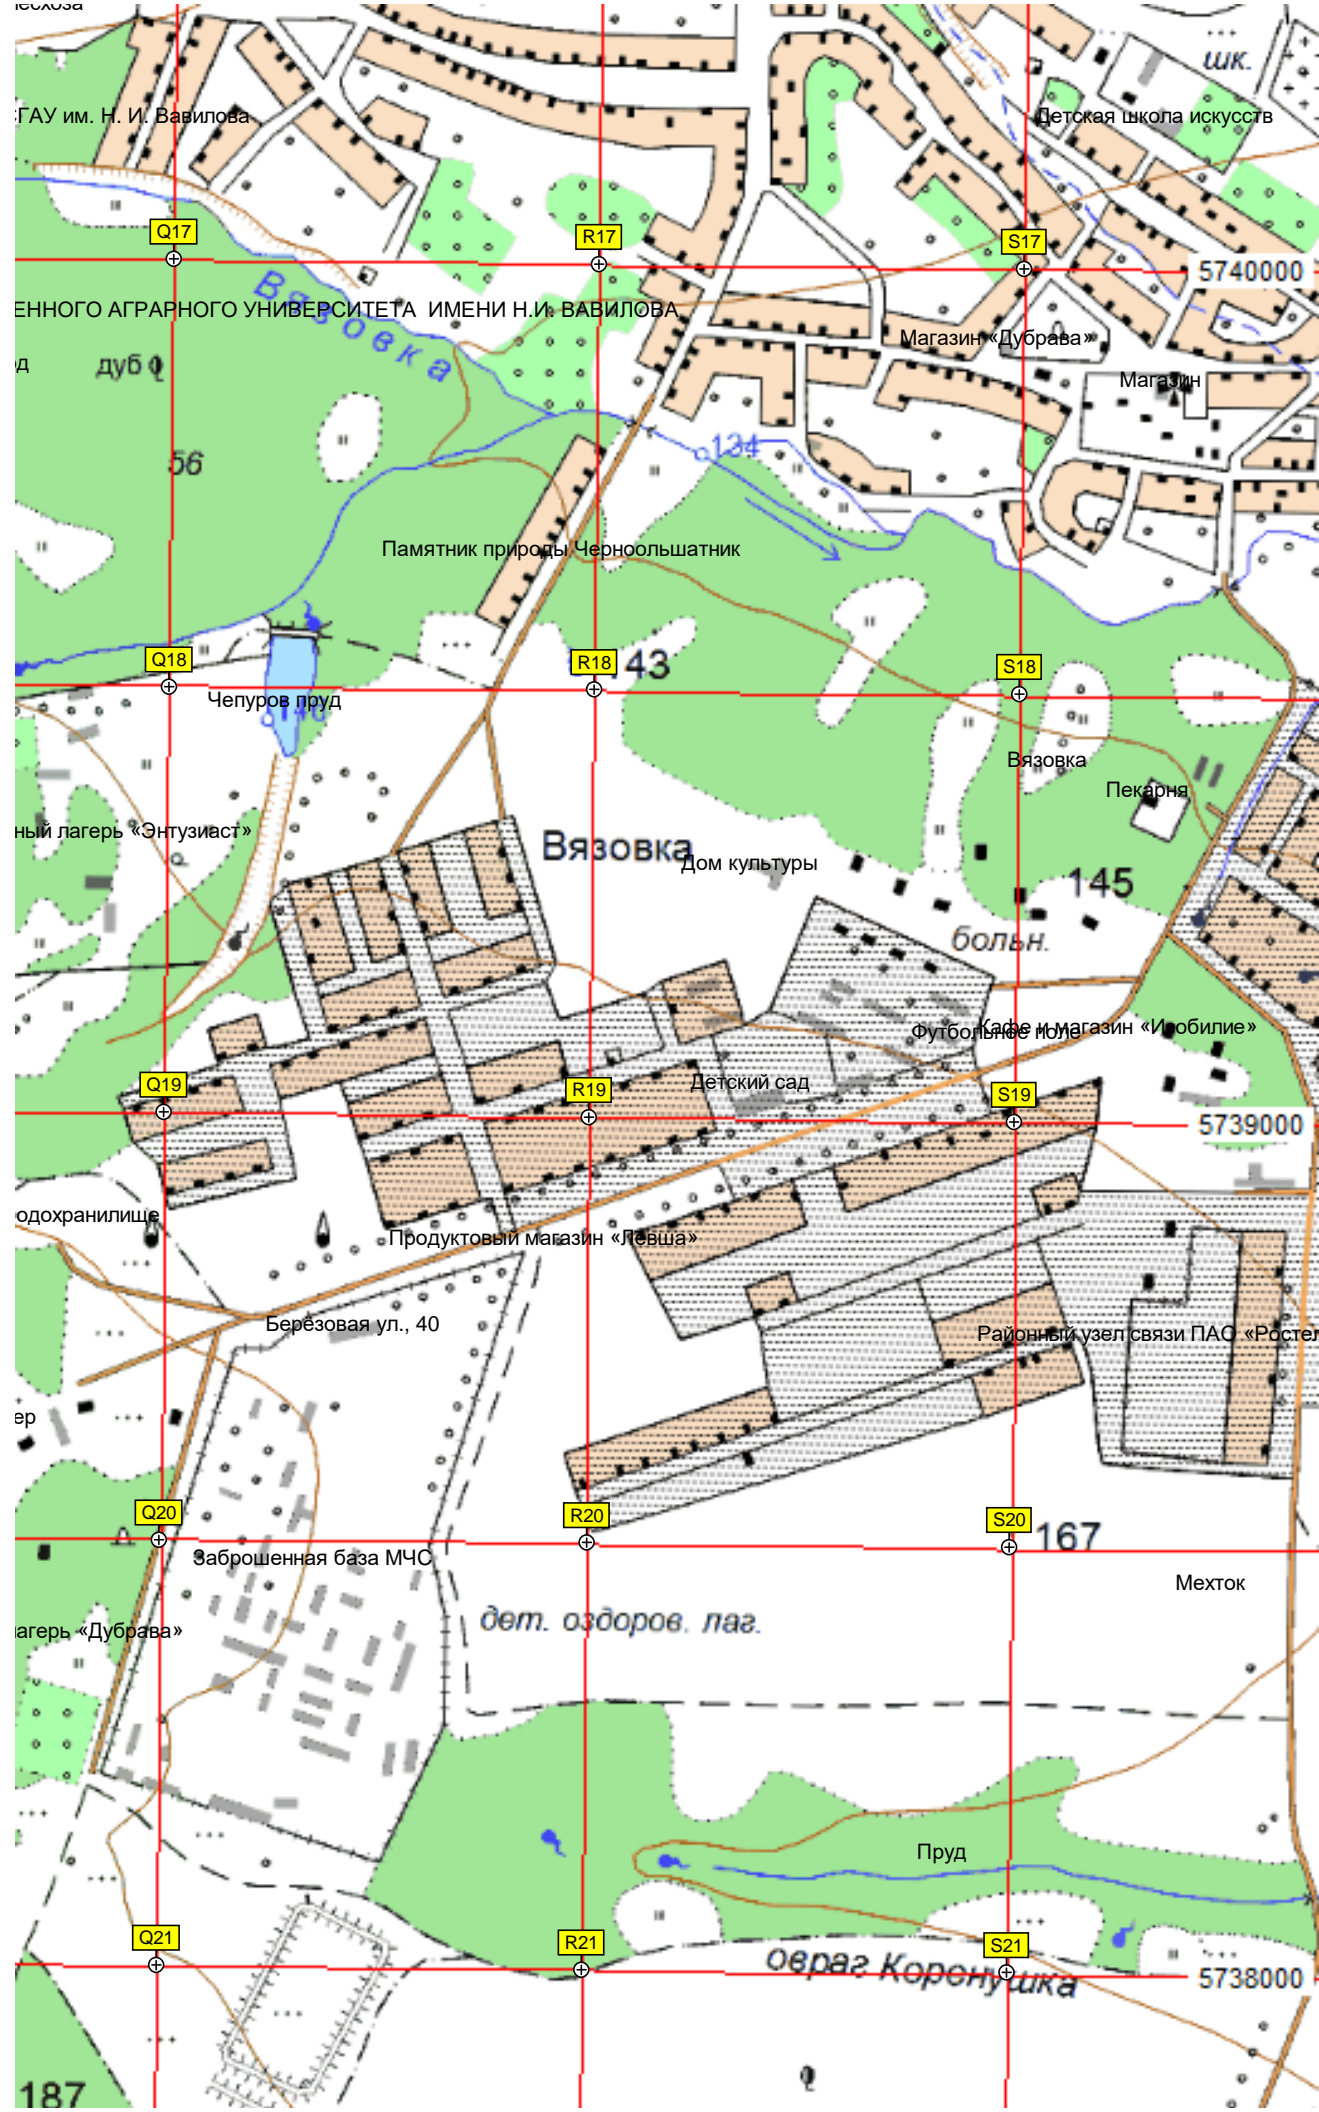 лесхоза
шк.
СГАУ им. Н. И. Вавилова
Детская школа искусств
Q17
R17
S17
5740000
Вязовка
ЕННОГО АГРАРНОГО УНИВЕРСИТЕТА ИМЕНИ Н.И. ВАВИЛОВА
Магазин «Дубрава»
д
дуб
Магазин
134
56
Памятник природы Черноольшатник
Q18
R18
143
S18
Чепуров пруд
Вязовка
Пекарня
ный лагерь «Энтузиаст»
Вязовка
Дом культуры
145
больн.
Футбольное поле
Кафе и магазин «Изобилие»
Q19
R19
Детский сад
S19
5739000
одохранилище
Продуктовый магазин «Левша»
Берёзовая ул., 40
Районный узел связи ПАО «Ростел
ер
Q20
R20
S20
167
Заброшенная база МЧС
Мехток
дет. оздоров. лаг.
агерь «Дубрава»
Пруд
Q21
R21
S21
овраг Коренушка
5738000
187